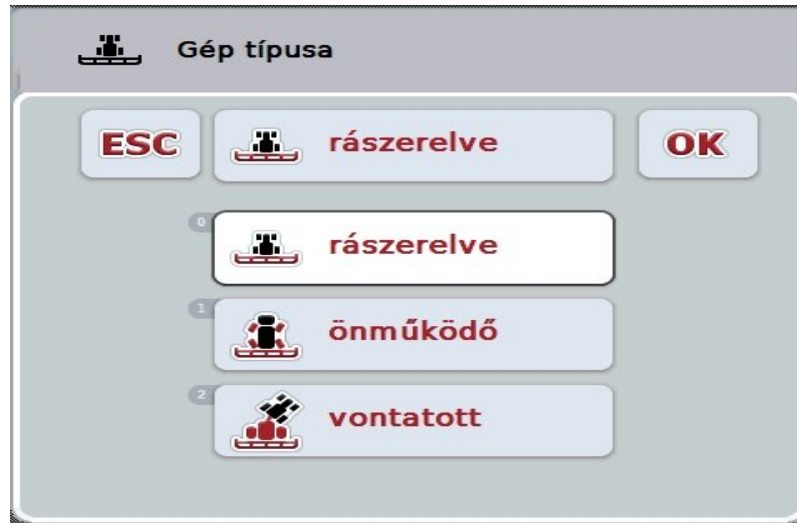 Gép típusa
ESC rászerelve OK
0 rászerelve
1 önműködő
2 vontatott